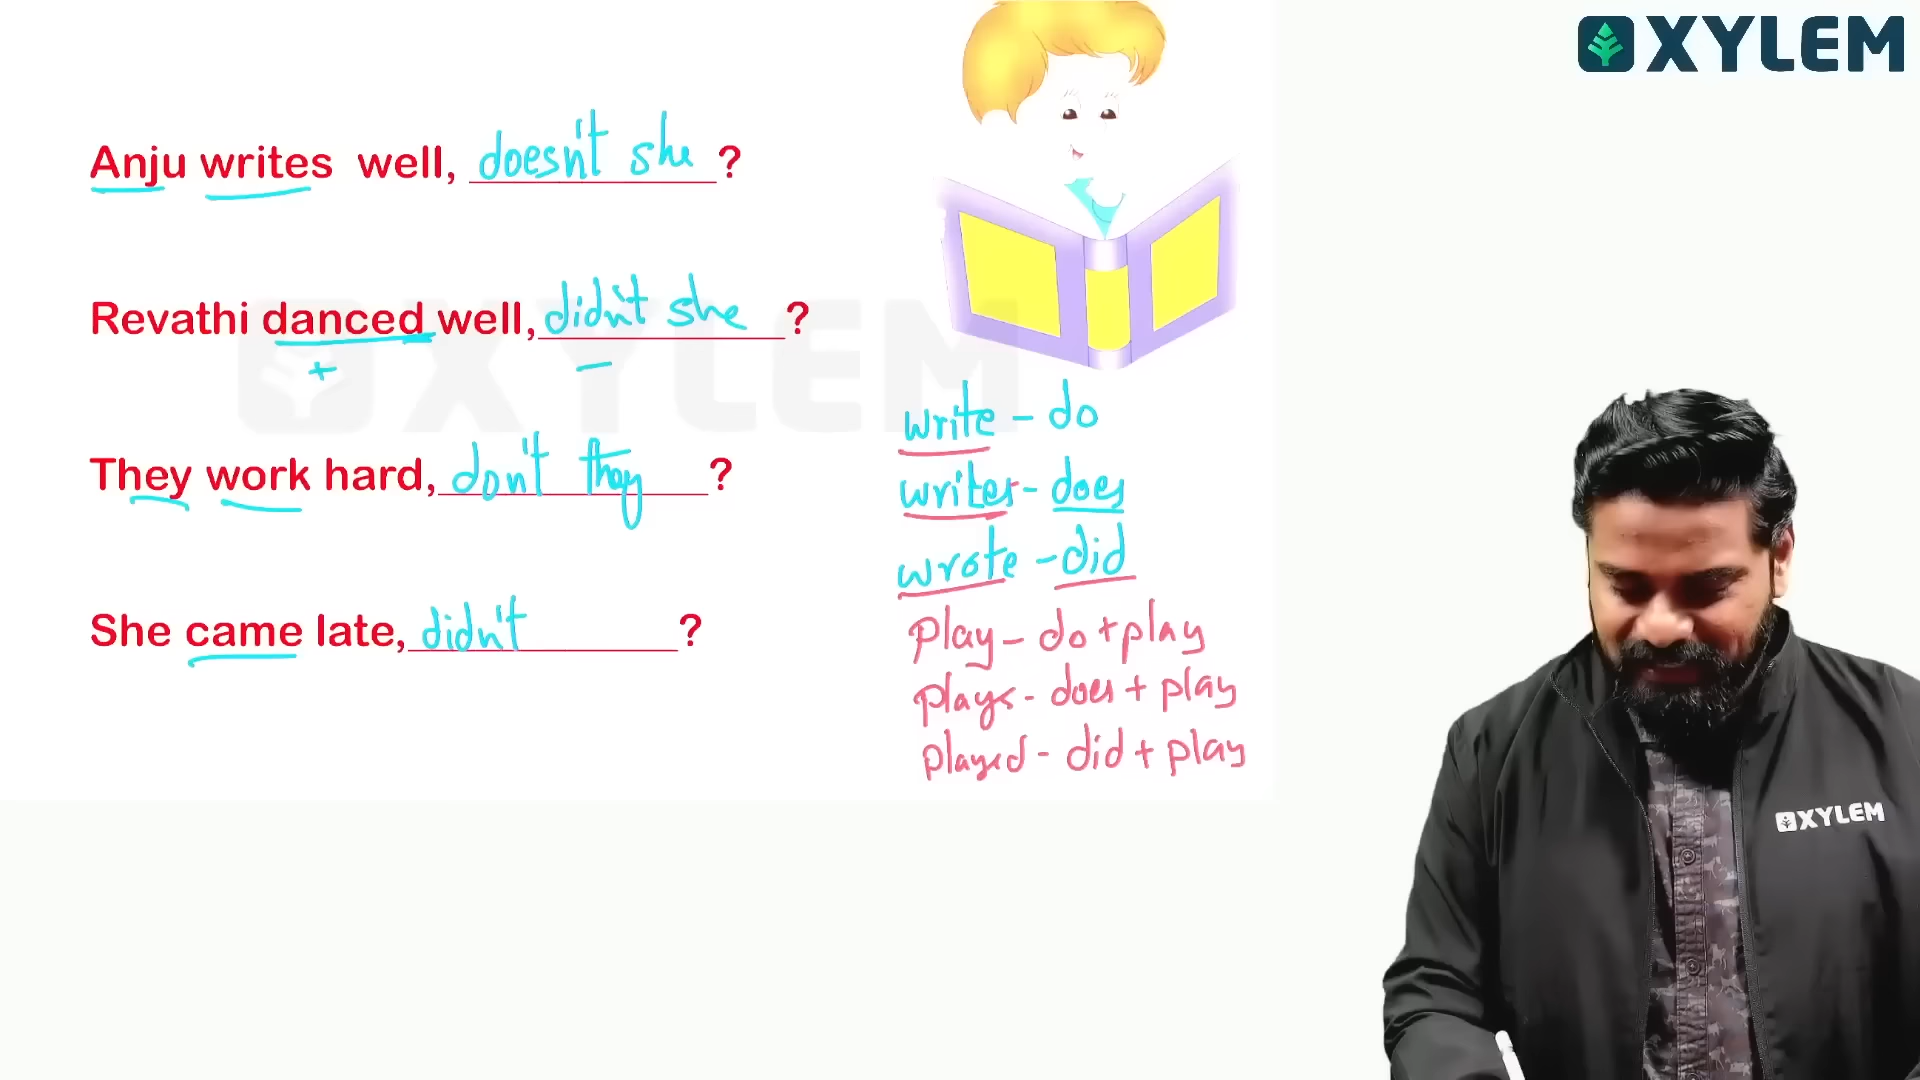 XYLEM
Anju writes well, doesn't she?
Revathi danced well, didn't she?
+ −
They work hard, don't they?
She came late, didn't ?
write - do
writes - does
wrote - did
Play - do + play
plays - does + play
played - did + play
XYLEM
XYLEM